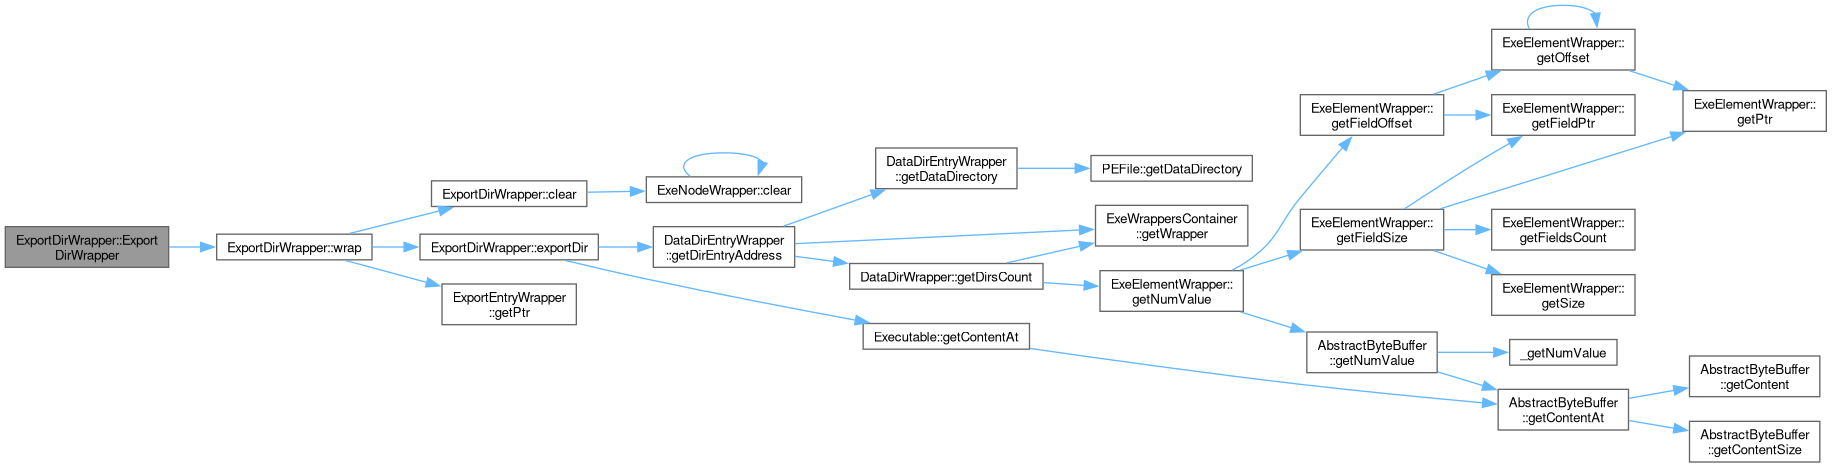 ExportDirWrapper::Export
DirWrapper
ExportDirWrapper::wrap
ExportDirWrapper::clear
ExportDirWrapper::exportDir
ExportEntryWrapper
::getPtr
ExeNodeWrapper::clear
DataDirEntryWrapper
::getDirEntryAddress
DataDirEntryWrapper
::getDataDirectory
DataDirWrapper::getDirsCount
Executable::getContentAt
PEFile::getDataDirectory
ExeWrappersContainer
::getWrapper
ExeElementWrapper::
getNumValue
ExeElementWrapper::
getFieldOffset
ExeElementWrapper::
getFieldSize
AbstractByteBuffer
::getNumValue
ExeElementWrapper::
getOffset
ExeElementWrapper::
getFieldPtr
ExeElementWrapper::
getFieldsCount
ExeElementWrapper::
getSize
_getNumValue
AbstractByteBuffer
::getContentAt
ExeElementWrapper::
getPtr
AbstractByteBuffer
::getContent
AbstractByteBuffer
::getContentSize